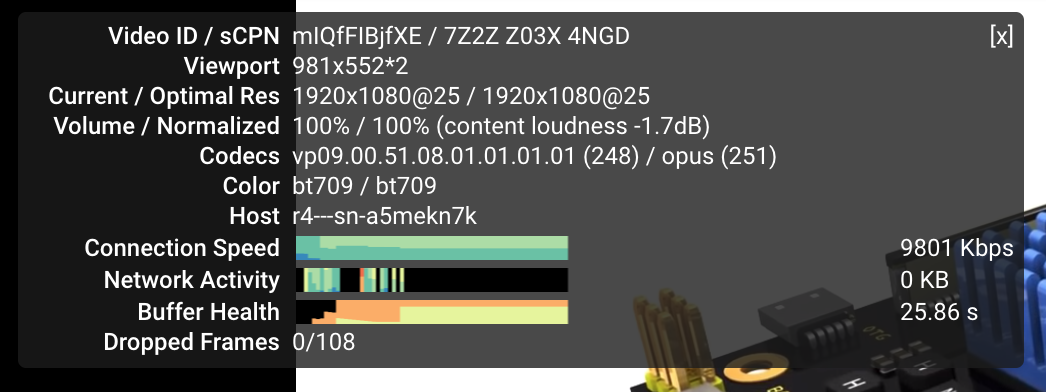 Video ID / sCPN mIQfFIBjfXE / 7Z2Z Z03X 4NGD [x]
Viewport 981x552*2
Current / Optimal Res 1920x1080@25 / 1920x1080@25
Volume / Normalized 100% / 100% (content loudness -1.7dB)
Codecs vp09.00.51.08.01.01.01.01 (248) / opus (251)
Color bt709 / bt709
Host r4---sn-a5mekn7k
Connection Speed 9801 Kbps
Network Activity 0 KB
Buffer Health 25.86 s
Dropped Frames 0/108
OTG
H
H